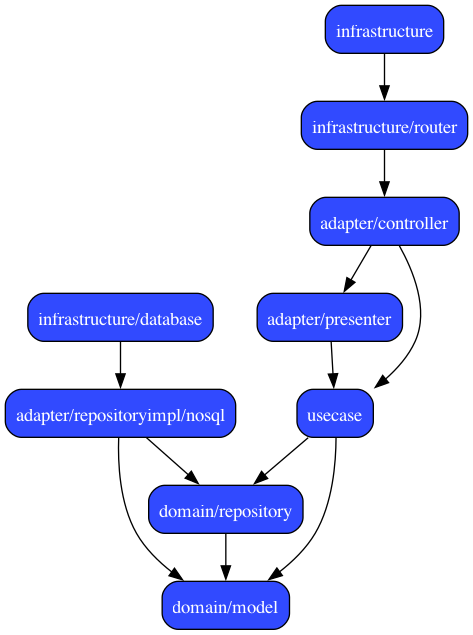 infrastructure
infrastructure/router
adapter/controller
infrastructure/database
adapter/presenter
adapter/repositoryimpl/nosql
usecase
domain/repository
domain/model